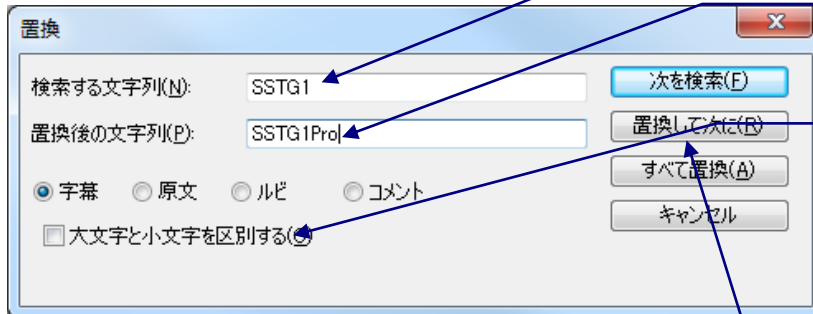 置換
検索する文字列(N): SSTG1 次を検索(F)
置換後の文字列(P): SSTG1Pro 置換して次に(R)
すべて置換(A)
字幕 原文 ルビ コメント
キャンセル
大文字と小文字を区別する(C)